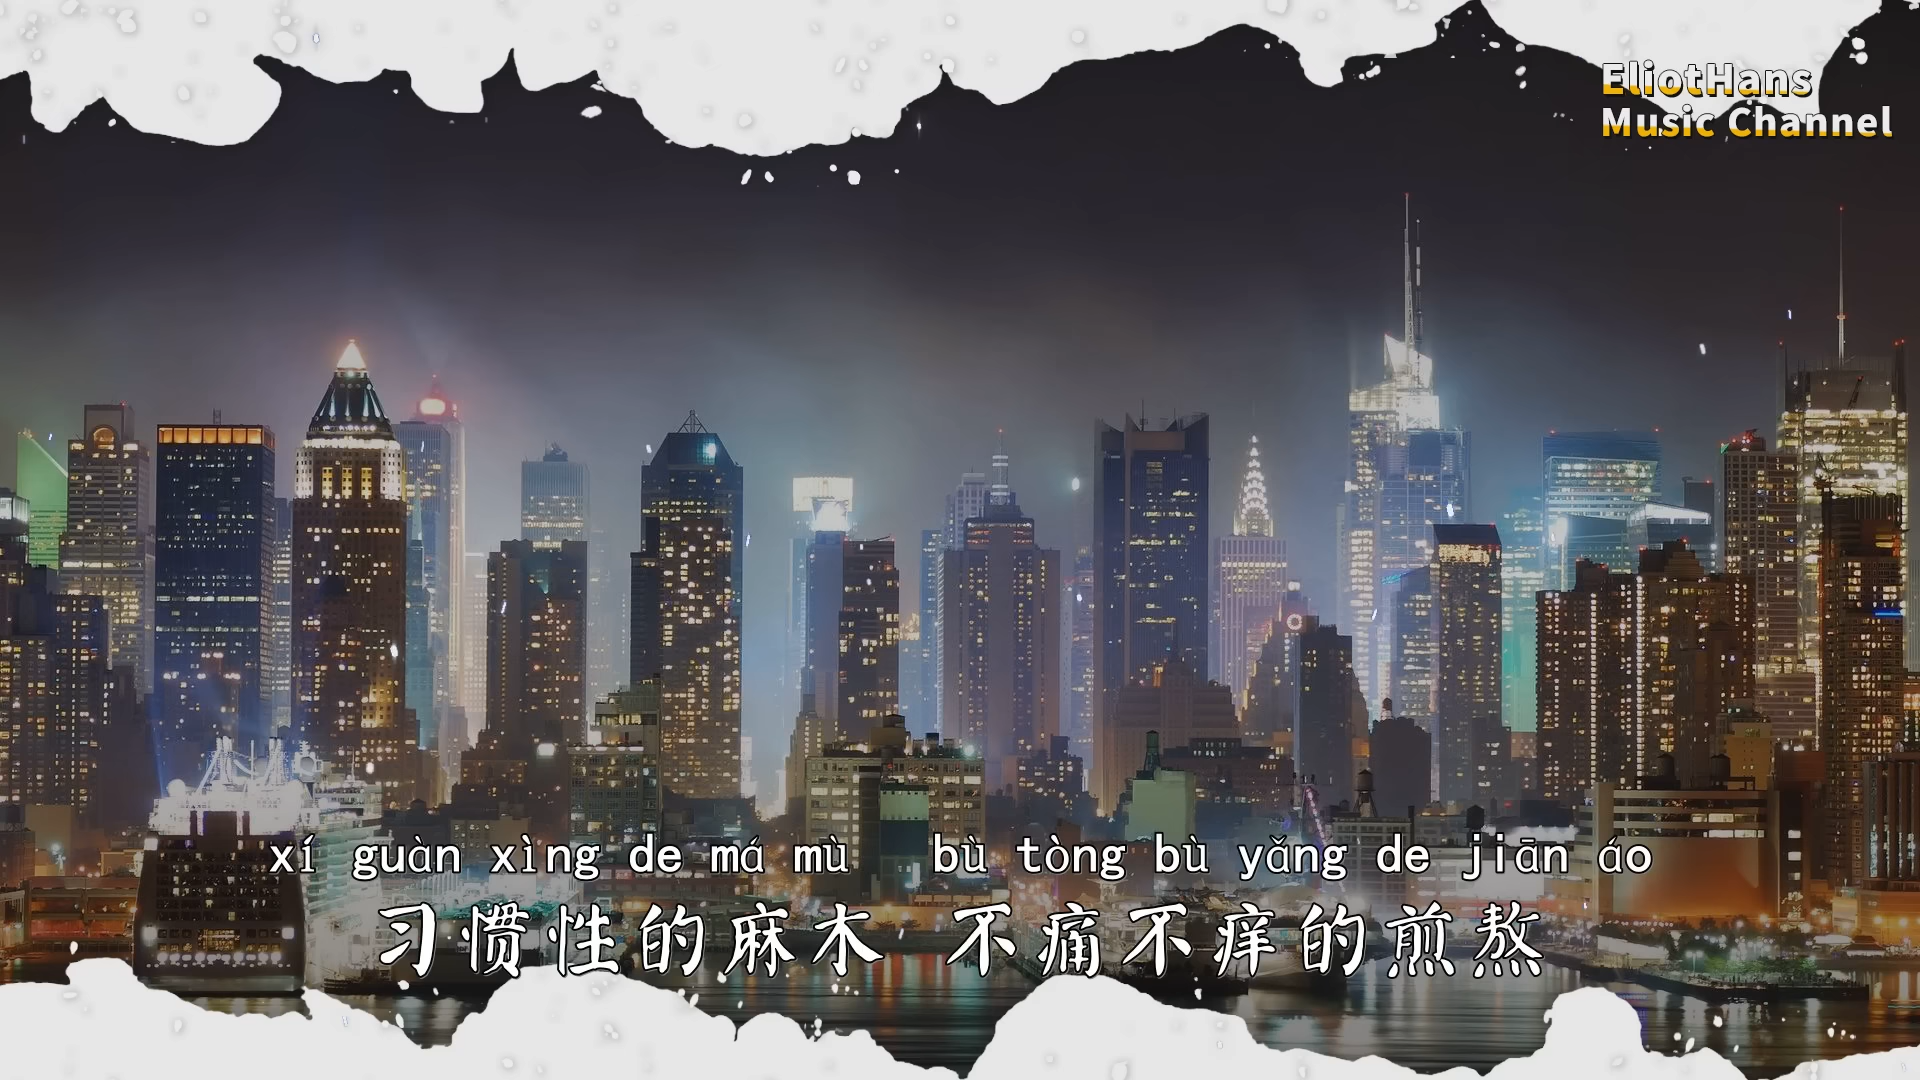 EliotHans
Music Channel
xí guàn xìng de má mù bù tòng bù yǎng de jiān áo
习惯性的麻木 不痛不痒的煎熬